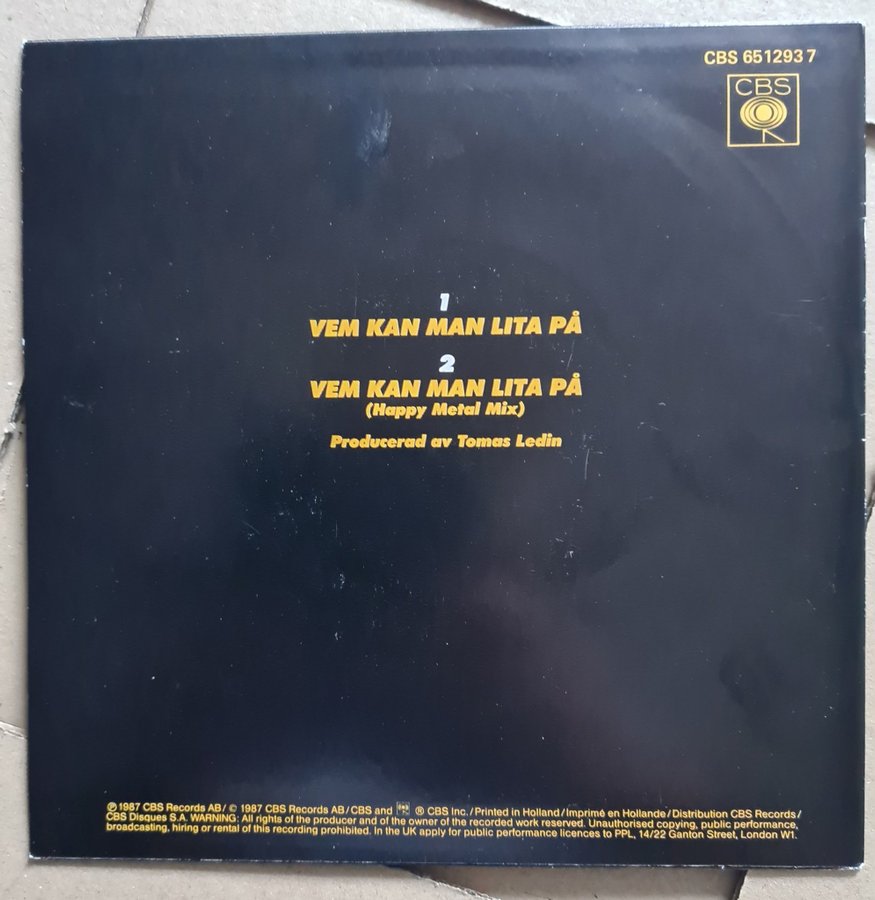 CBS 651293 7
CBS
1
VEM KAN MAN LITA PÅ
2
VEM KAN MAN LITA PÅ
(Happy Metal Mix)
Producerad av Tomas Ledin
℗ 1987 CBS Records AB / © 1987 CBS Records AB / CBS and ® CBS Inc. / Printed in Holland / Imprimé en Hollande / Distribution CBS Records /
CBS Disques S.A. WARNING: All rights of the producer and of the owner of the recorded work reserved. Unauthorised copying, public performance,
broadcasting, hiring or rental of this recording prohibited. In the UK apply for public performance licences to PPL, 14/22 Ganton Street, London W1.